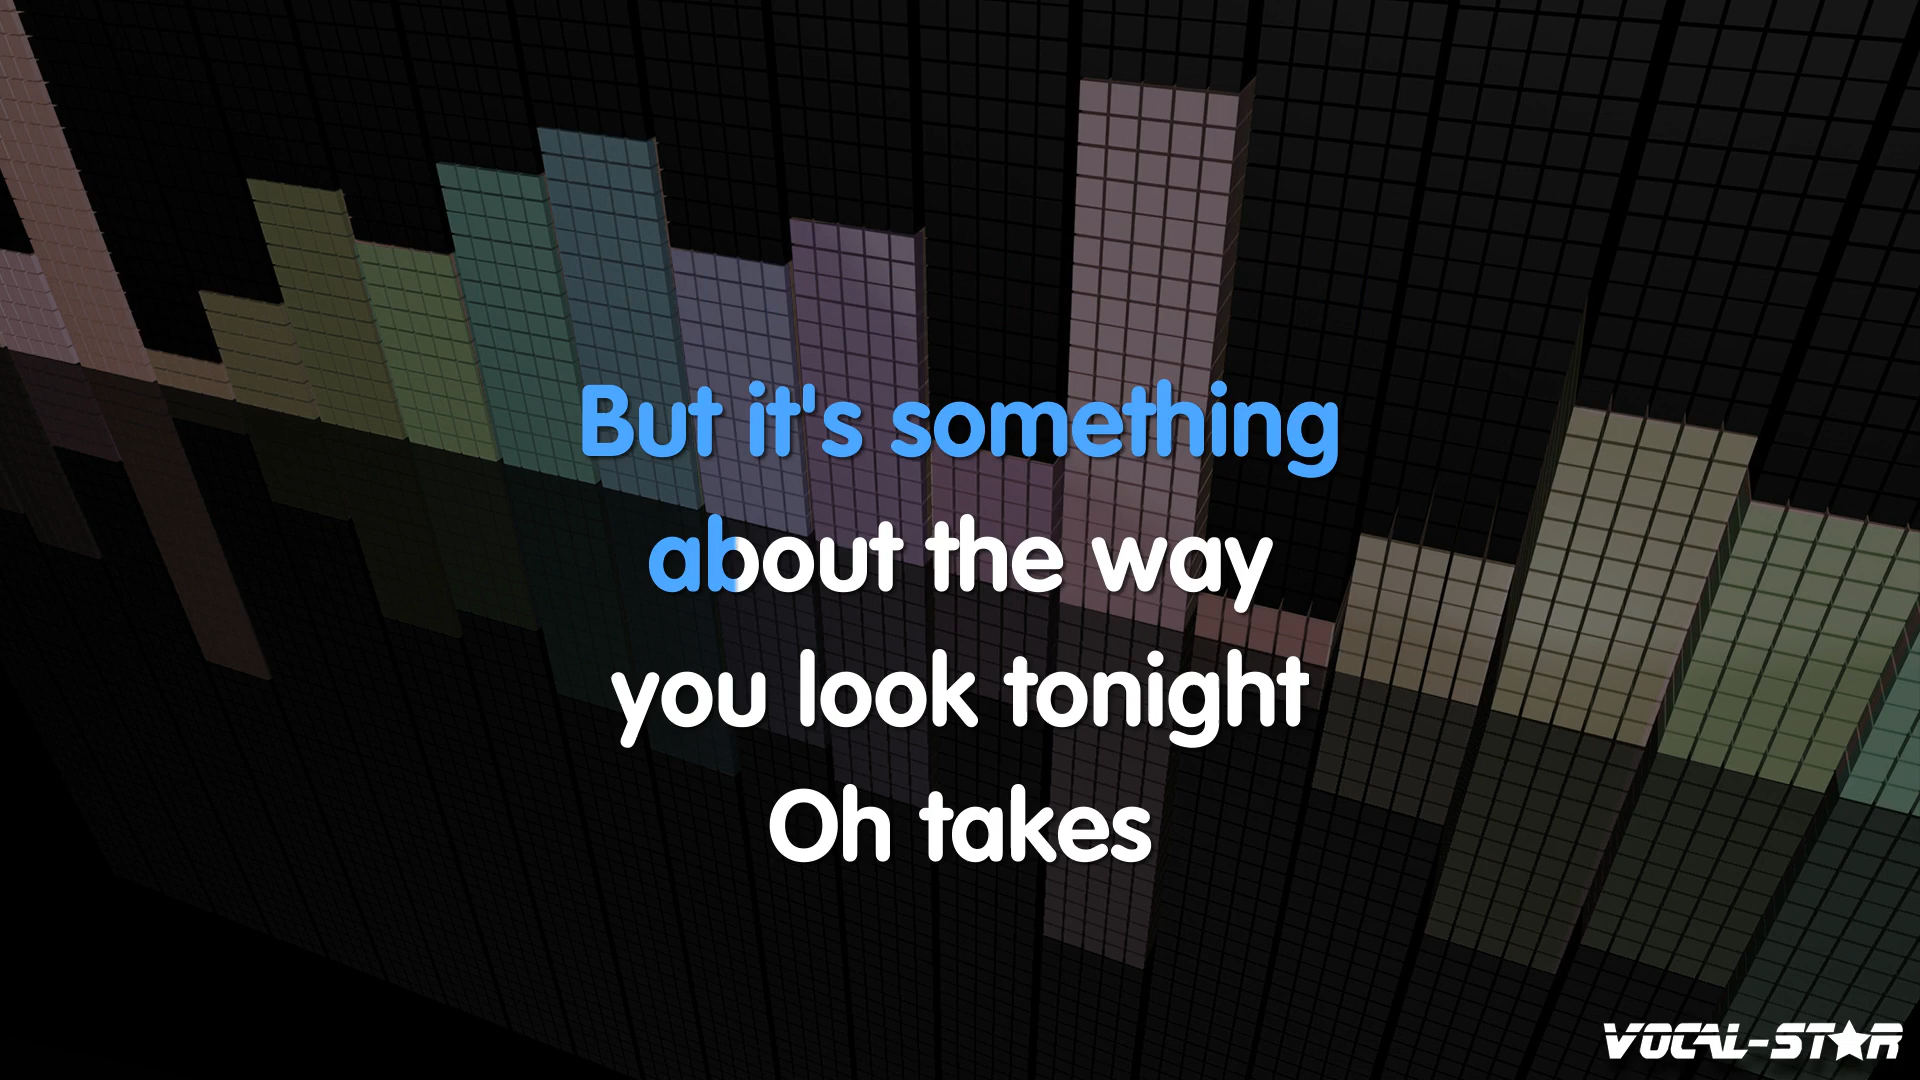 But it's something
about the way
you look tonight
Oh takes
VOCAL-STAR